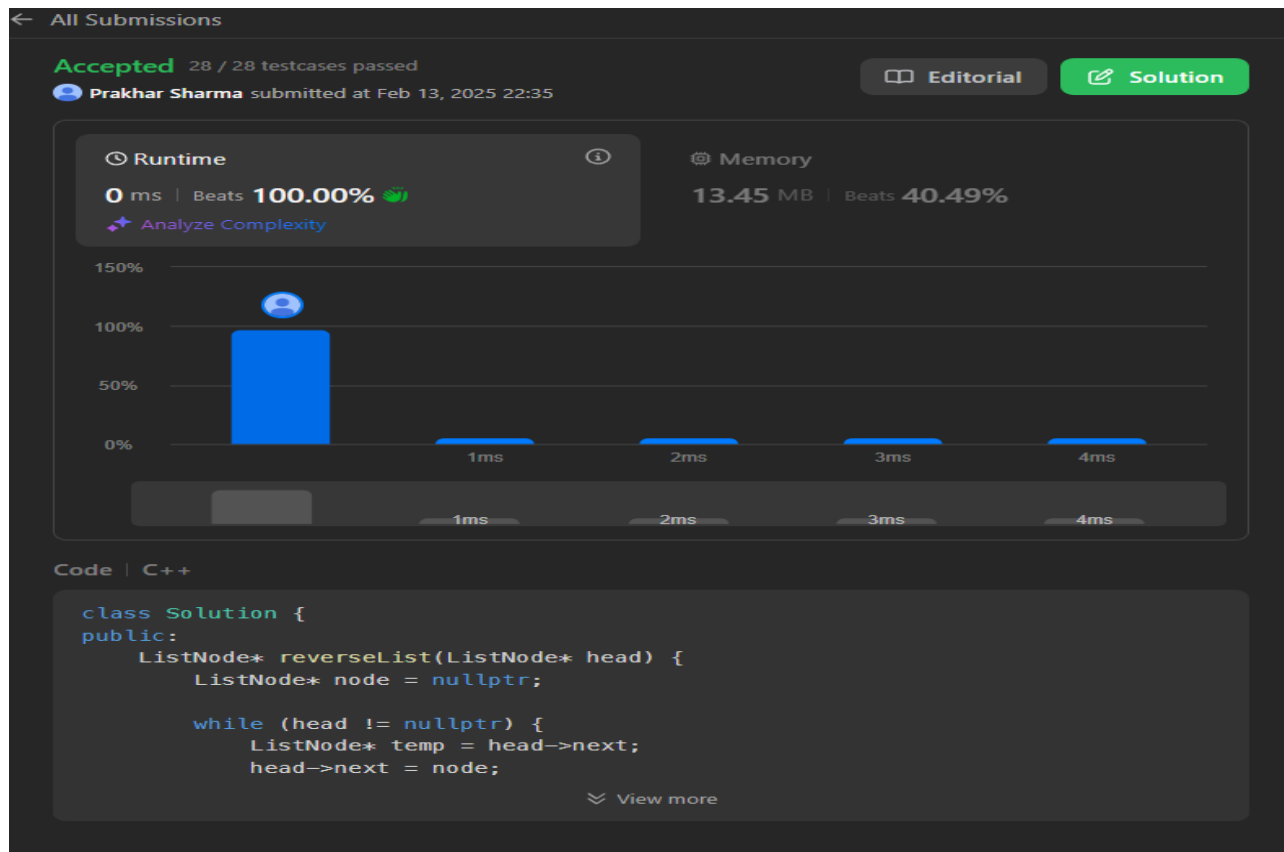 ← All Submissions
Accepted 28 / 28 testcases passed
Prakhar Sharma submitted at Feb 13, 2025 22:35
Editorial
Solution
Runtime
0 ms | Beats 100.00%
Analyze Complexity
Memory
13.45 MB | Beats 40.49%
150%
100%
50%
0%
1ms 2ms 3ms 4ms
1ms 2ms 3ms 4ms
Code | C++
class Solution {
public:
    ListNode* reverseList(ListNode* head) {
        ListNode* node = nullptr;
        while (head != nullptr) {
            ListNode* temp = head->next;
            head->next = node;
View more